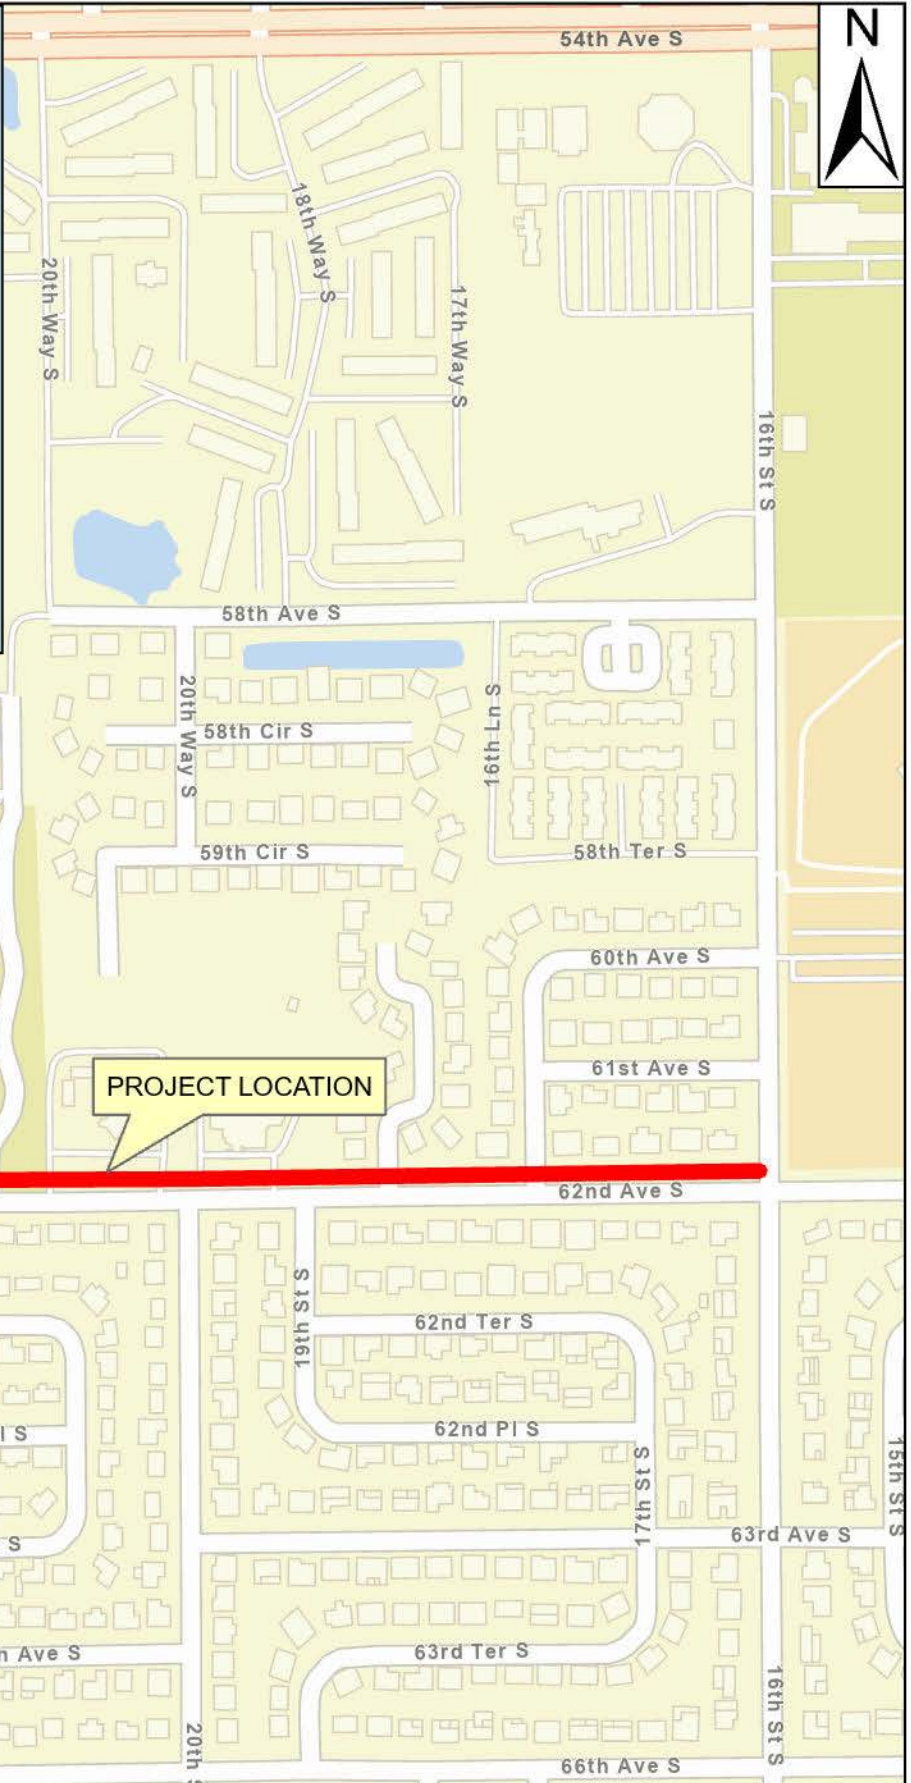 54th Ave S
N
18th Way S
20th Way S
17th Way S
16th St S
58th Ave S
20th Way S
58th Cir S
16th Ln S
59th Cir S
58th Ter S
60th Ave S
61st Ave S
PROJECT LOCATION
62nd Ave S
19th St S
62nd Ter S
62nd Pl S
l S
17th St S
15th St S
63rd Ave S
S
63rd Ter S
Ave S
16th St S
20th S
66th Ave S